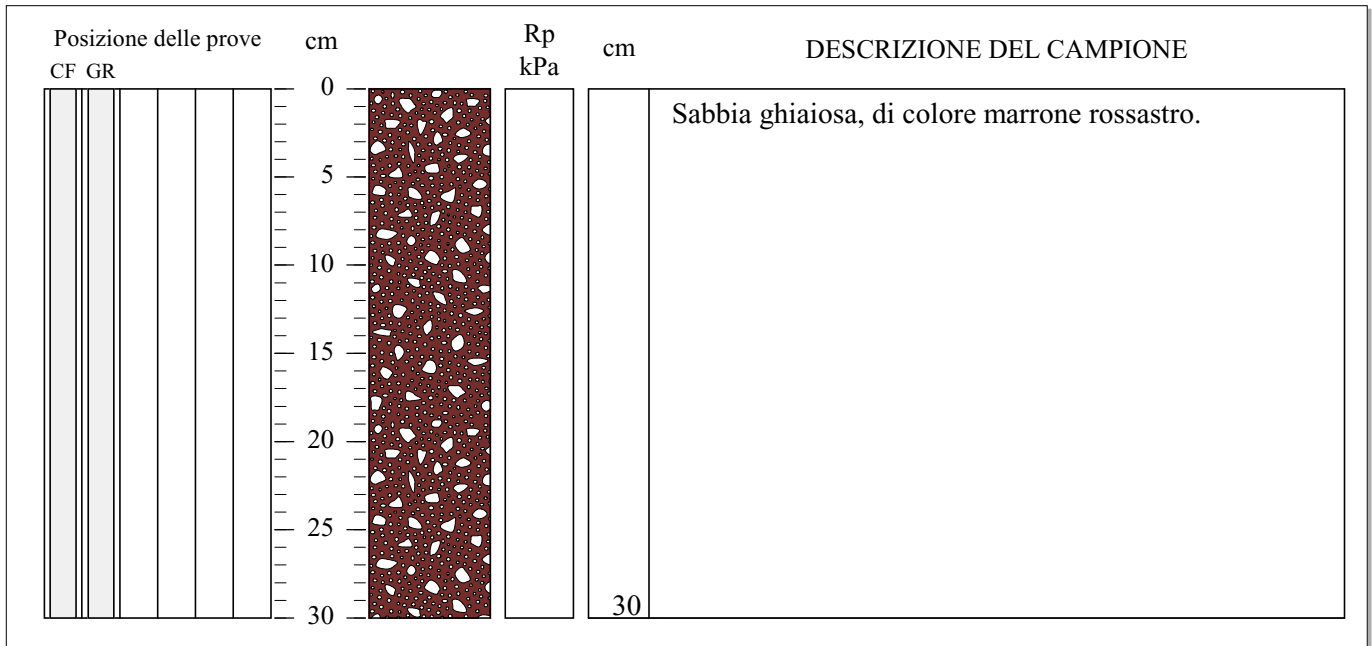 Posizione delle prove
CF GR
cm
Rp
kPa
cm
DESCRIZIONE DEL CAMPIONE
0
5
10
15
20
25
30
30
Sabbia ghiaiosa, di colore marrone rossastro.